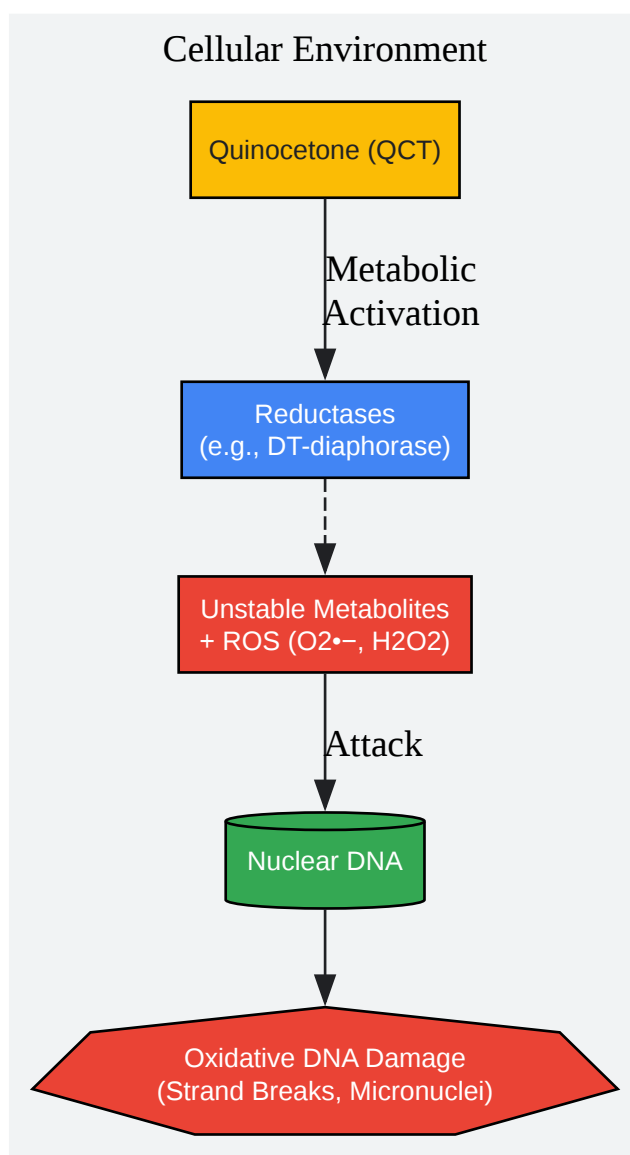 Cellular Environment
Quinocetone (QCT)
Metabolic
Activation
Reductases
(e.g., DT-diaphorase)
Unstable Metabolites
+ ROS (O2•−, H2O2)
Attack
Nuclear DNA
Oxidative DNA Damage
(Strand Breaks, Micronuclei)